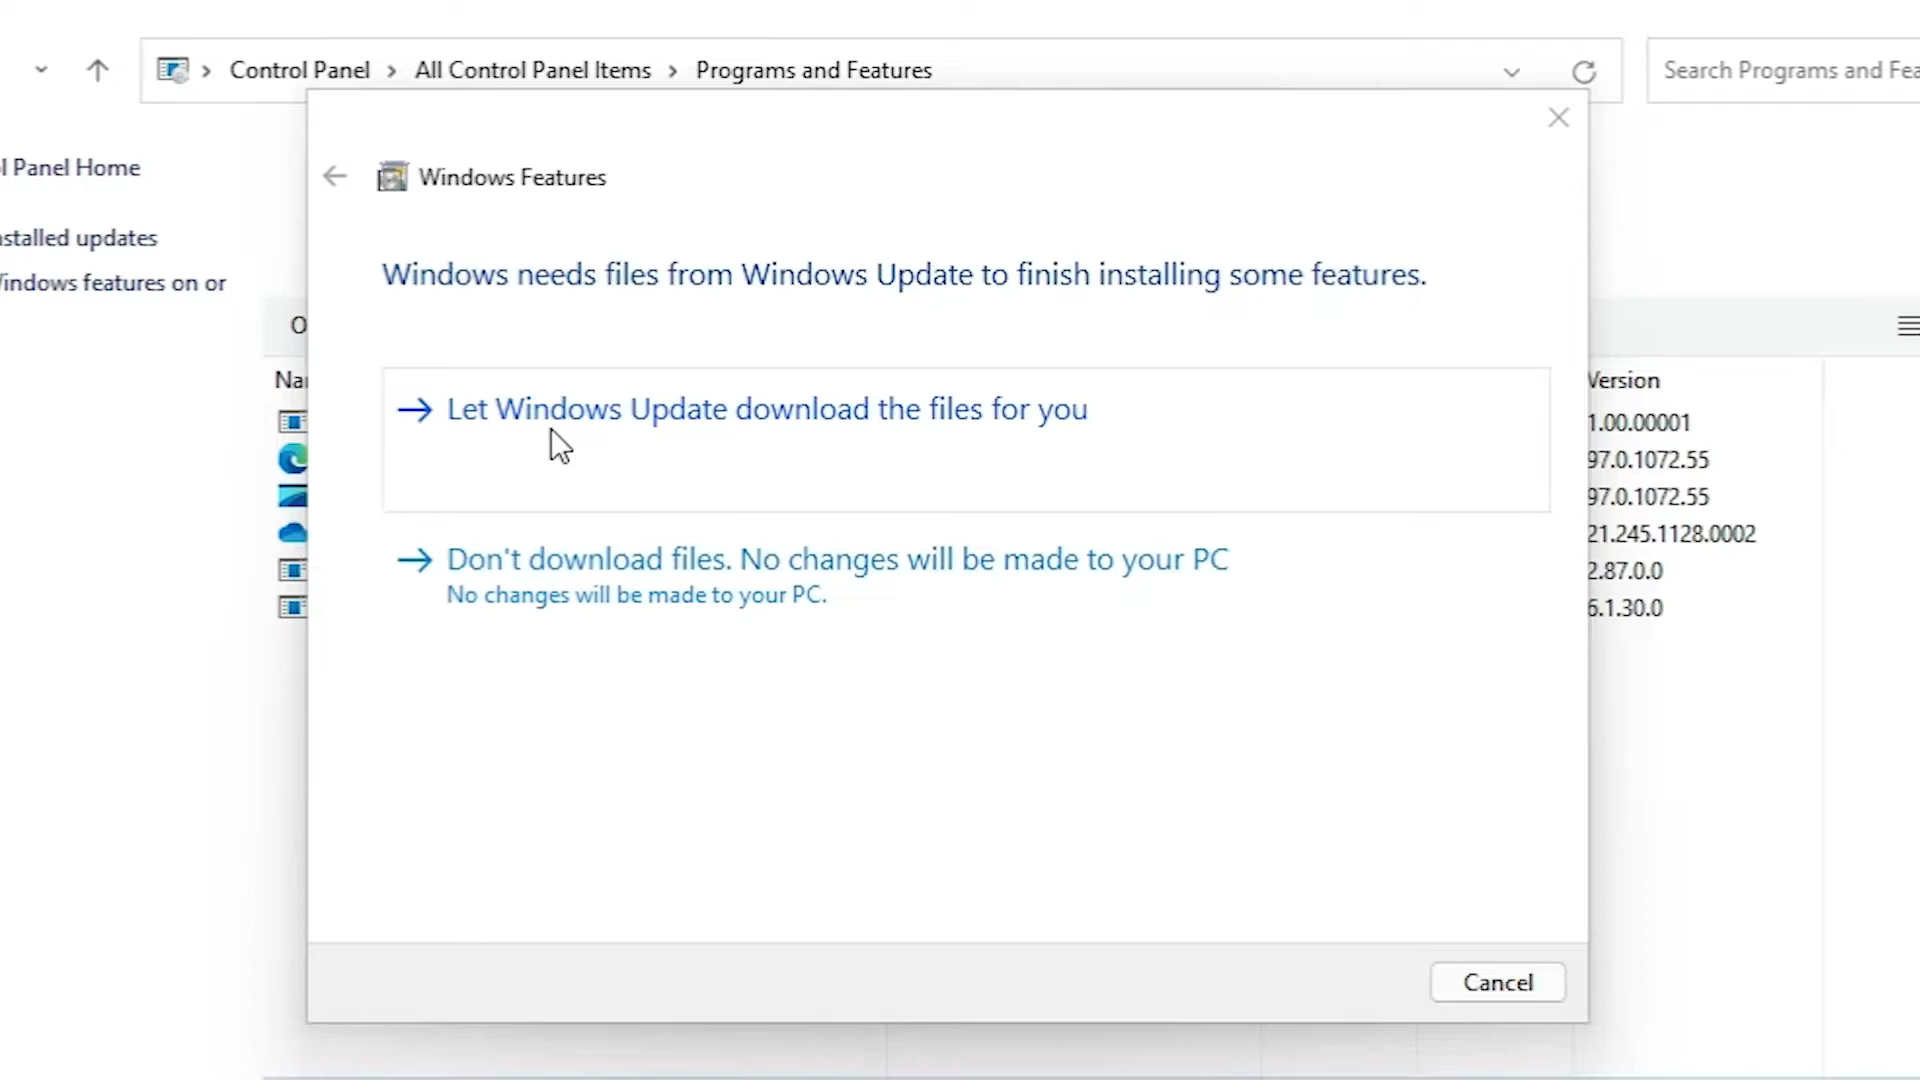 Control Panel > All Control Panel Items > Programs and Features
Search Programs and Fea
l Panel Home
stalled updates
indows features on or
Windows Features
Windows needs files from Windows Update to finish installing some features.
Let Windows Update download the files for you
Don't download files. No changes will be made to your PC
No changes will be made to your PC.
Cancel
O
Na
Version
1.00.00001
97.0.1072.55
97.0.1072.55
21.245.1128.0002
2.87.0.0
6.1.30.0